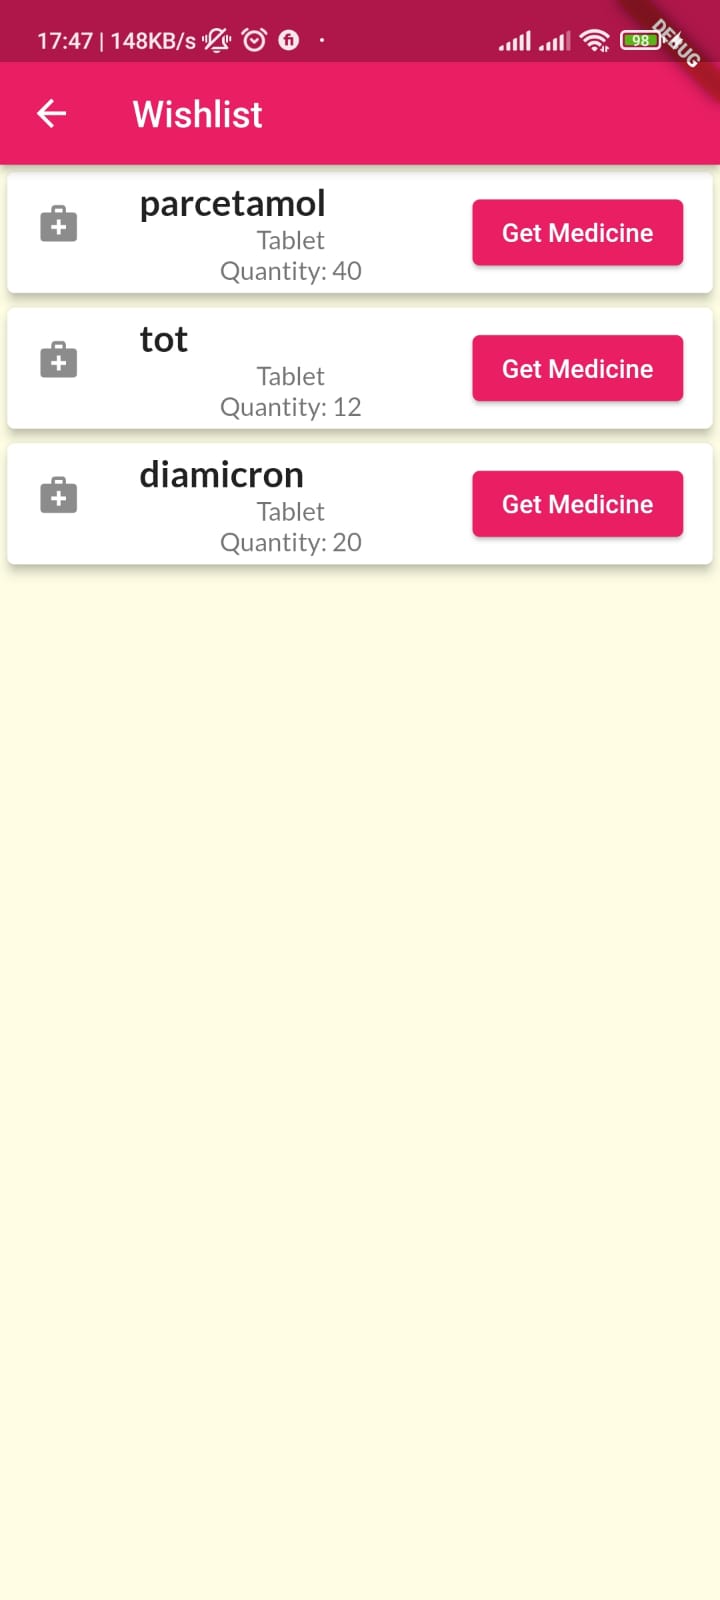 17:47 | 148KB/s 98
DEBUG
Wishlist
parcetamol
Tablet
Quantity: 40
Get Medicine
tot
Tablet
Quantity: 12
Get Medicine
diamicron
Tablet
Quantity: 20
Get Medicine